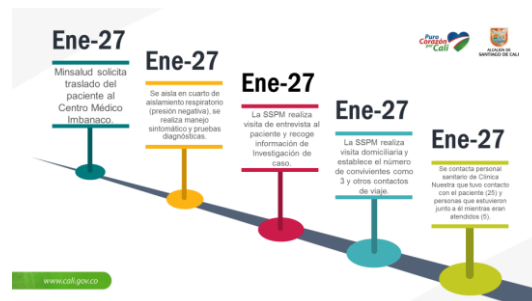 Ene-27
Minsalud solicita
traslado del
paciente al
Centro Médico
Imbanaco.
Ene-27
Se aisla en cuarto de
aislamiento respiratorio
(presión negativa), se
realiza manejo
sintomático y pruebas
diagnósticas.
Ene-27
La SSPM realiza
visita de entrevista al
paciente y recoge
información de
Investigación de
caso.
Ene-27
La SSPM realiza
visita domiciliaria y
establece el número
de convivientes como
3 y otros contactos
de viaje.
Ene-27
Se contacta personal
sanitario de Clínica
Nuestra que tuvo contacto
con el paciente (25) y
personas que estuvieron
junto a él mientras eran
atendidos (5).
Puro
Corazón
por Cali
ALCALDÍA DE
SANTIAGO DE CALI
www.cali.gov.co